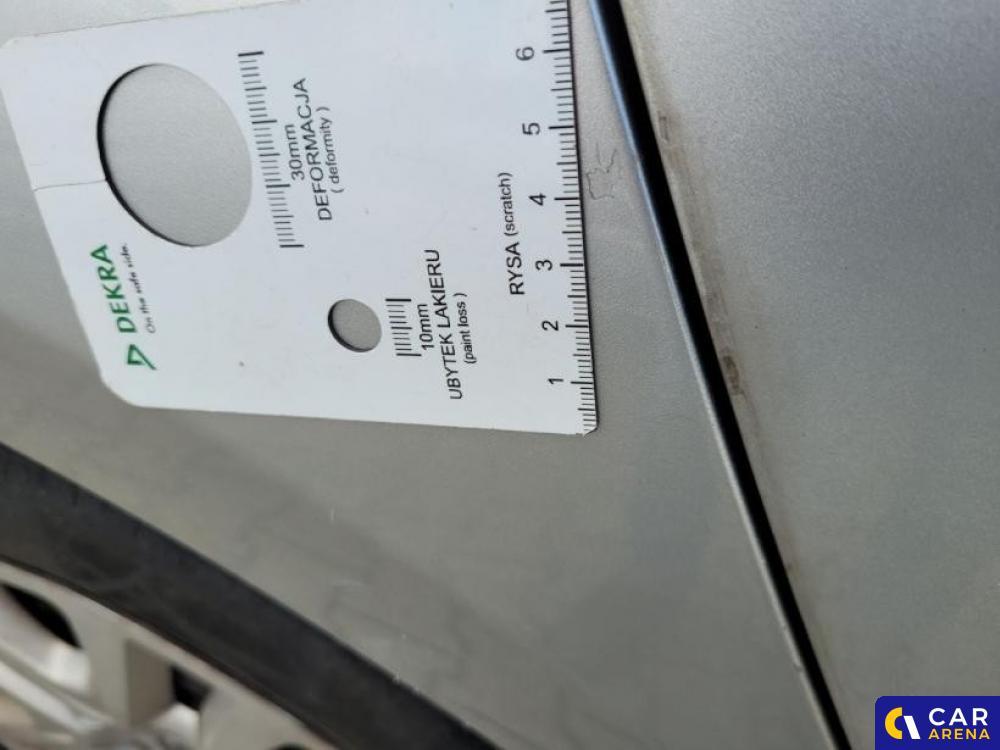 DEKRA
On the safe side.
30mm
DEFORMACJA
( deformity )
10mm
UBYTEK LAKIERU
(paint loss )
RYSA (scratch)
1 2 3 4 5 6
CAR
ARENA